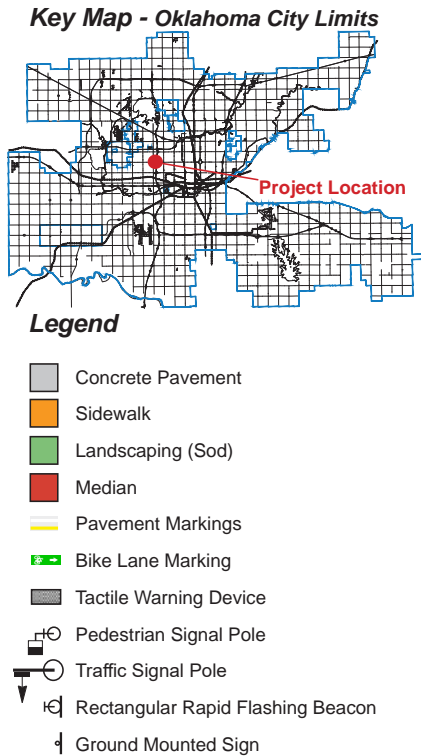 Key Map - Oklahoma City Limits
Project Location
Legend
Concrete Pavement
Sidewalk
Landscaping (Sod)
Median
Pavement Markings
Bike Lane Marking
Tactile Warning Device
Pedestrian Signal Pole
Traffic Signal Pole
Rectangular Rapid Flashing Beacon
Ground Mounted Sign